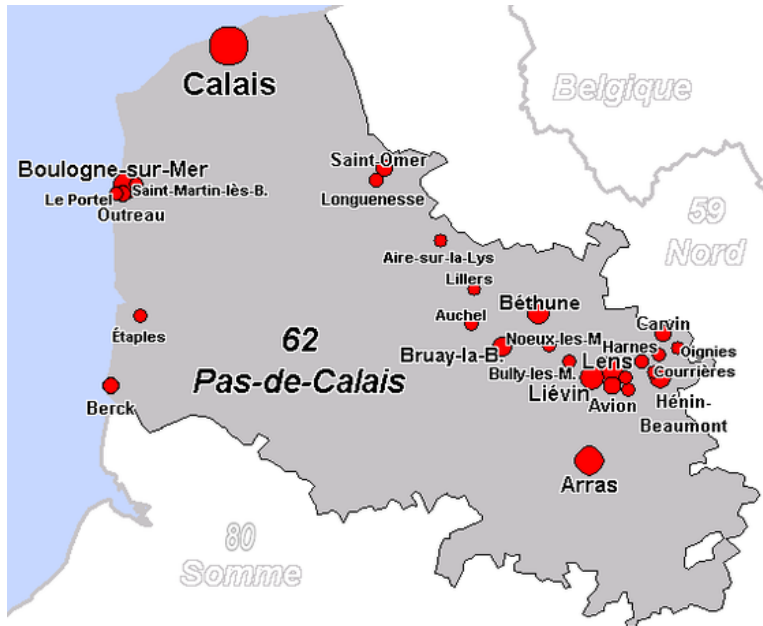 Calais
Belgique
Saint-Omer
Boulogne-sur-Mer
Saint-Martin-lès-B.
Le Portel
Longuenesse
Outreau
59
Nord
Aire-sur-la-Lys
Lillers
Béthune
Auchel
Carvin
Étaples
62
Noeux-les-M.
Harnes
Oignies
Bruay-la-B.
Lens
Pas-de-Calais
Bully-les-M.
Courrières
Liévin
Berck
Avion
Hénin-
Beaumont
Arras
80
Somme